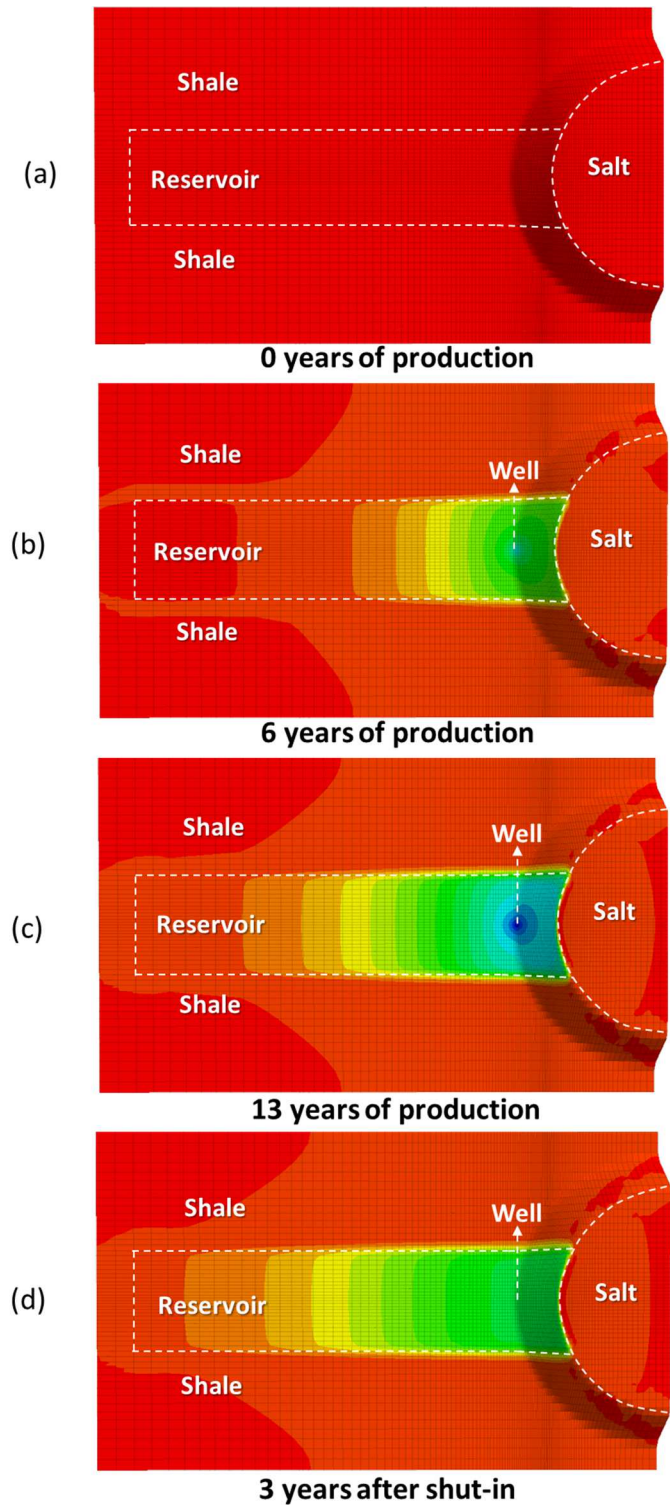 (a)
Shale
Reservoir
Salt
Shale
0 years of production
(b)
Shale
Well
Reservoir
Salt
Shale
6 years of production
(c)
Shale
Well
Reservoir
Salt
Shale
13 years of production
(d)
Shale
Well
Reservoir
Salt
Shale
3 years after shut-in